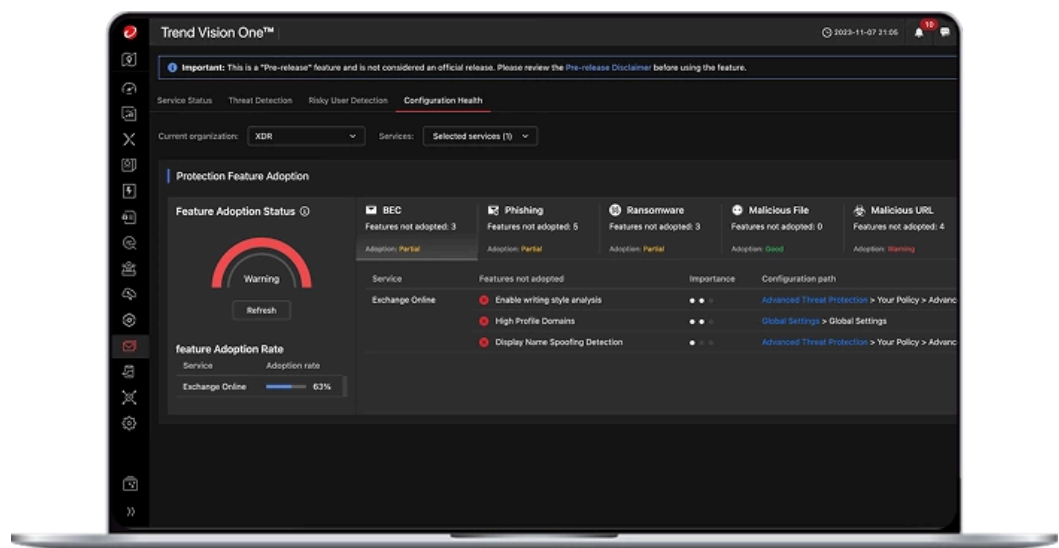 Trend Vision One™
2023-11-07 21:05
10
Important: This is a "Pre-release" feature and is not considered an official release. Please review the Pre-release Disclaimer before using the feature.
Service Status Threat Detection Risky User Detection Configuration Health
Current organization: XDR Services: Selected services (1)
Protection Feature Adoption
Feature Adoption Status
Warning
Refresh
feature Adoption Rate
Service Adoption rate
Exchange Online 63%
BEC
Features not adopted: 3
Adoption: Partial
Phishing
Features not adopted: 5
Adoption: Partial
Ransomware
Features not adopted: 3
Adoption: Partial
Malicious File
Features not adopted: 0
Adoption: Good
Malicious URL
Features not adopted: 4
Adoption: Warning
Service Features not adopted Importance Configuration path
Exchange Online Enable writing style analysis Advanced Threat Protection > Your Policy > Advanc
High Profile Domains Global Settings > Global Settings
Display Name Spoofing Detection Advanced Threat Protection > Your Policy > Advanc